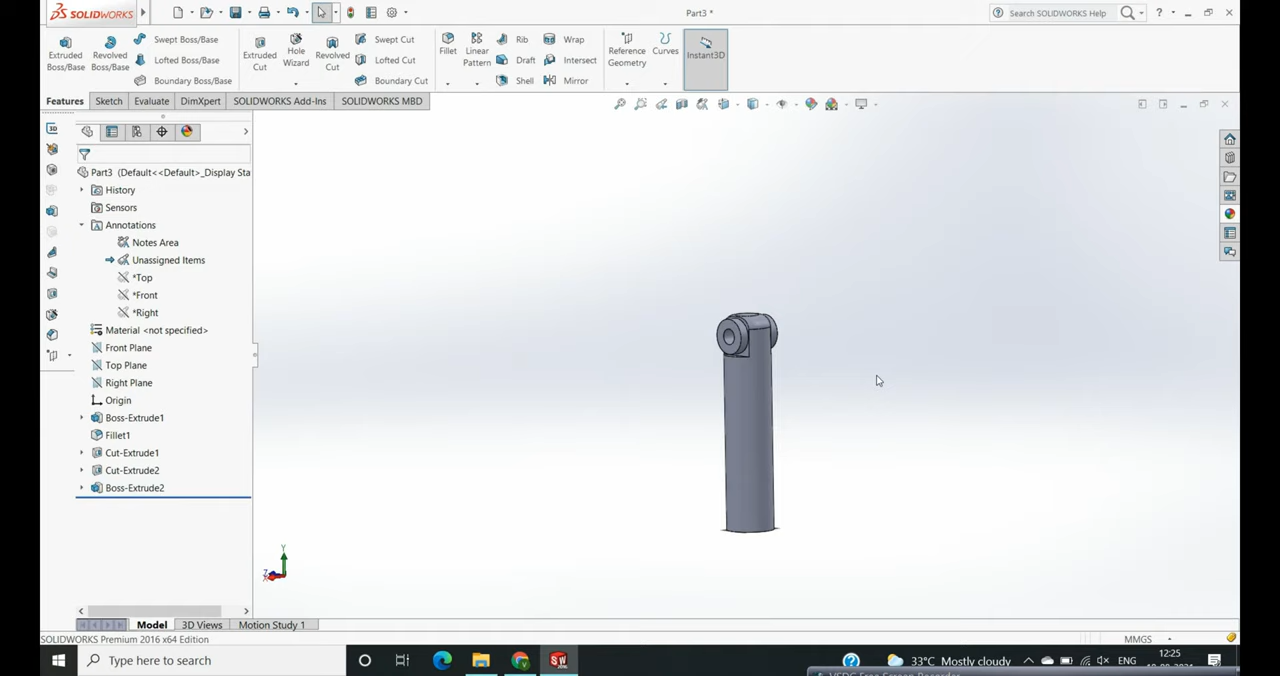 SOLIDWORKS
Part3 *
Search SOLIDWORKS Help
?
Extruded Boss/Base
Revolved Boss/Base
Swept Boss/Base
Lofted Boss/Base
Boundary Boss/Base
Extruded Cut
Hole Wizard
Revolved Cut
Swept Cut
Lofted Cut
Boundary Cut
Fillet
Linear Pattern
Rib
Draft
Shell
Wrap
Intersect
Mirror
Reference Geometry
Curves
Instant3D
Features
Sketch
Evaluate
DimXpert
SOLIDWORKS Add-Ins
SOLIDWORKS MBD
Part3 (Default<<Default>_Display Sta
History
Sensors
Annotations
Notes Area
Unassigned Items
*Top
*Front
*Right
Material <not specified>
Front Plane
Top Plane
Right Plane
Origin
Boss-Extrude1
Fillet1
Cut-Extrude1
Cut-Extrude2
Boss-Extrude2
Y
Z
Model
3D Views
Motion Study 1
SOLIDWORKS Premium 2016 x64 Edition
MMGS
Type here to search
33°C Mostly cloudy
ENG
12:25